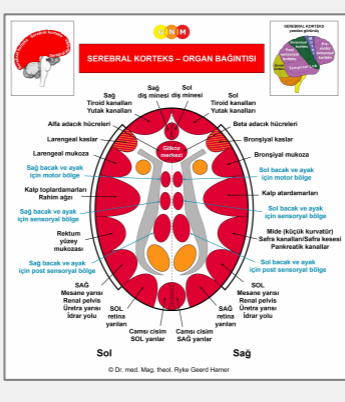 GNM
SEREBRAL KORTEKS – ORGAN BAĞINTISI
SEREBRAL KORTEKS
yandan görünüş
Sağ
Tiroid kanalları
Yutak kanalları
Sağ
diş minesi
Sol
diş minesi
Sol
Tiroid kanalları
Yutak kanalları
Alfa adacık hücreleri
Beta adacık hücreleri
Larengeal kaslar
Bronşiyal kaslar
Glikoz
merkezi
Larengeal mukoza
Bronşiyal mukoza
Sağ bacak ve ayak
için motor bölge
Sol bacak ve ayak
için motor bölge
Kalp toplardamarları
Rahim ağzı
Kalp atardamarları
Sağ bacak ve ayak
için sensoryal bölge
Sol bacak ve ayak
için sensoryal bölge
Rektum
yüzey
mukozası
Mide (küçük kurvatür)
Safra kanalları/Safra kesesi
Pankreatik kanallar
Sağ bacak ve ayak
için post sensoryal bölge
Sol bacak ve ayak
için post sensoryal bölge
SAĞ
Mesane yarısı
Renal pelvis
Üretra yarısı
İdrar yolu
SOL
retina
yarıları
SAĞ
retina
yarıları
SOL
Mesane yarısı
Renal pelvis
Üretra yarısı
İdrar yolu
Camsı cisim
SOL yarılar
Camsı cisim
SAĞ yarılar
Sol
Sağ
© Dr. med. Mag. theol. Ryke Geerd Hamer